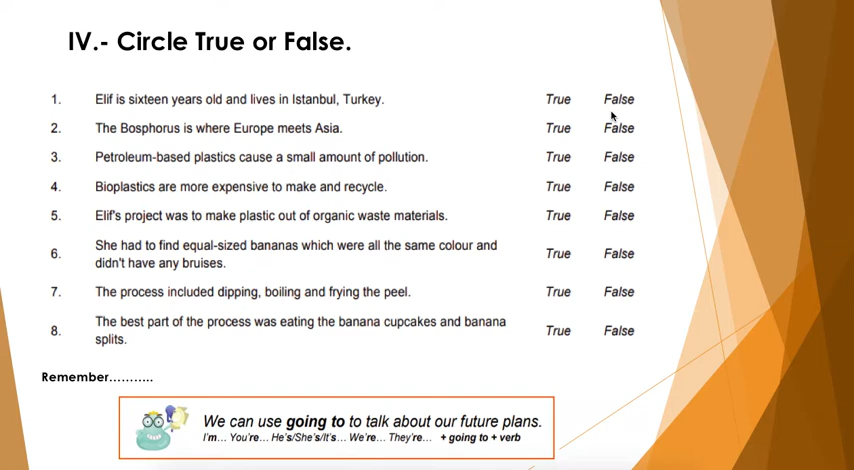 IV.- Circle True or False.
1. Elif is sixteen years old and lives in Istanbul, Turkey. True False
2. The Bosphorus is where Europe meets Asia. True False
3. Petroleum-based plastics cause a small amount of pollution. True False
4. Bioplastics are more expensive to make and recycle. True False
5. Elif's project was to make plastic out of organic waste materials. True False
6. She had to find equal-sized bananas which were all the same colour and
didn't have any bruises. True False
7. The process included dipping, boiling and frying the peel. True False
8. The best part of the process was eating the banana cupcakes and banana
splits. True False
Remember...........
We can use going to to talk about our future plans.
I'm... You're... He's/She's/It's... We're... They're... + going to + verb